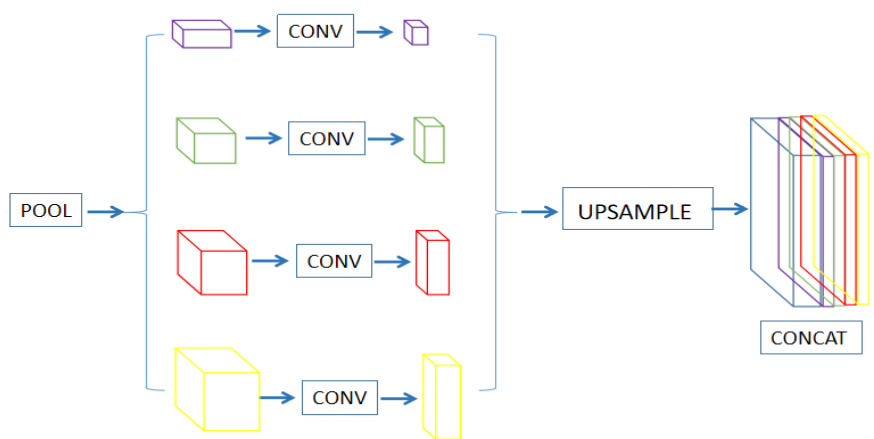 CONV
CONV
POOL
UPSAMPLE
CONV
CONCAT
CONV